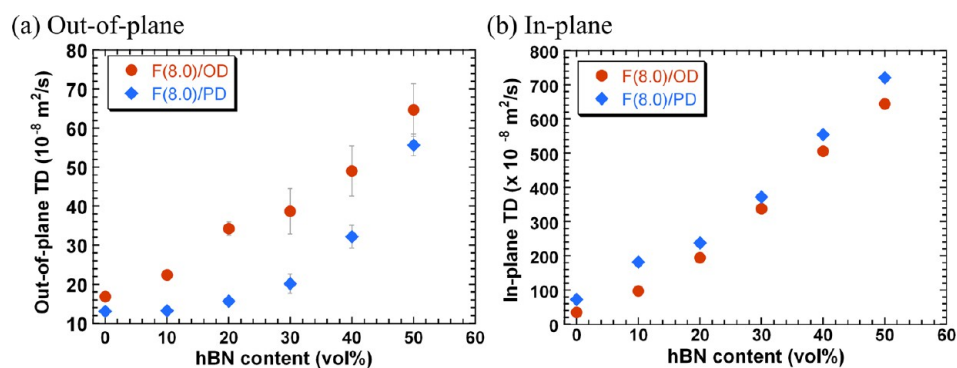 (a) Out-of-plane
80
70
60
50
40
30
20
10
Out-of-plane TD (10⁻⁸ m²/s)
F(8.0)/OD
F(8.0)/PD
0 10 20 30 40 50 60
hBN content (vol%)
(b) In-plane
800
700
600
500
400
300
200
100
0
In-plane TD (x 10⁻⁸ m²/s)
F(8.0)/OD
F(8.0)/PD
0 10 20 30 40 50 60
hBN content (vol%)